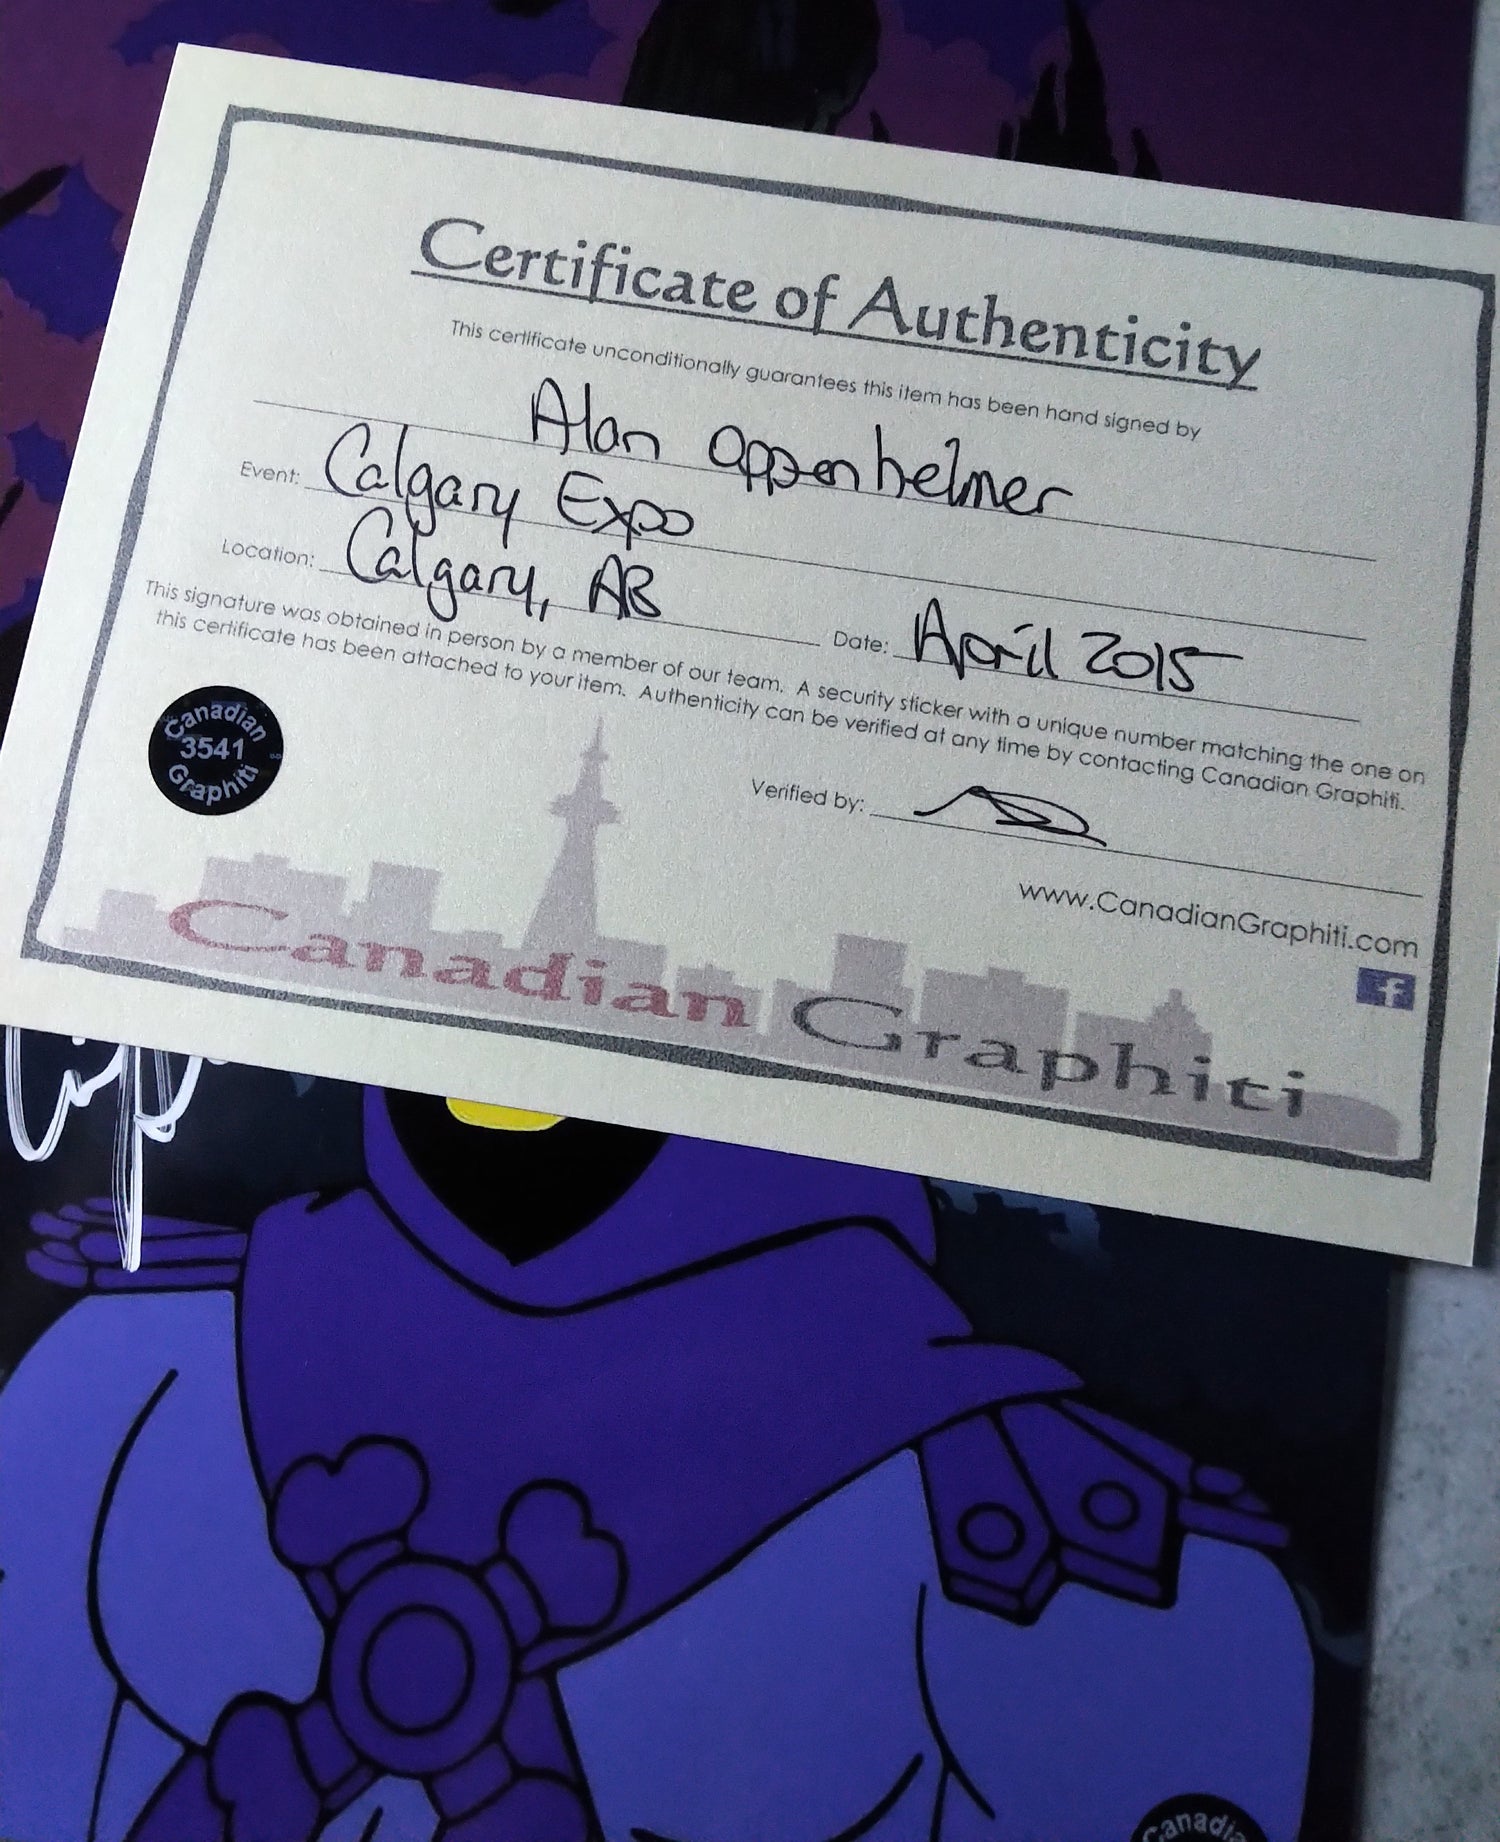 Certificate of Authenticity
This certificate unconditionally guarantees this item has been hand signed by
Alan Oppenheimer
Event: Calgary Expo
Location: Calgary, AB
Date: April 2015
This signature was obtained in person by a member of our team. A security sticker with a unique number matching the one on
this certificate has been attached to your item. Authenticity can be verified at any time by contacting Canadian Graphiti.
Canadian
3541
Graphiti
Verified by:
www.CanadianGraphiti.com
f
Canadian Graphiti